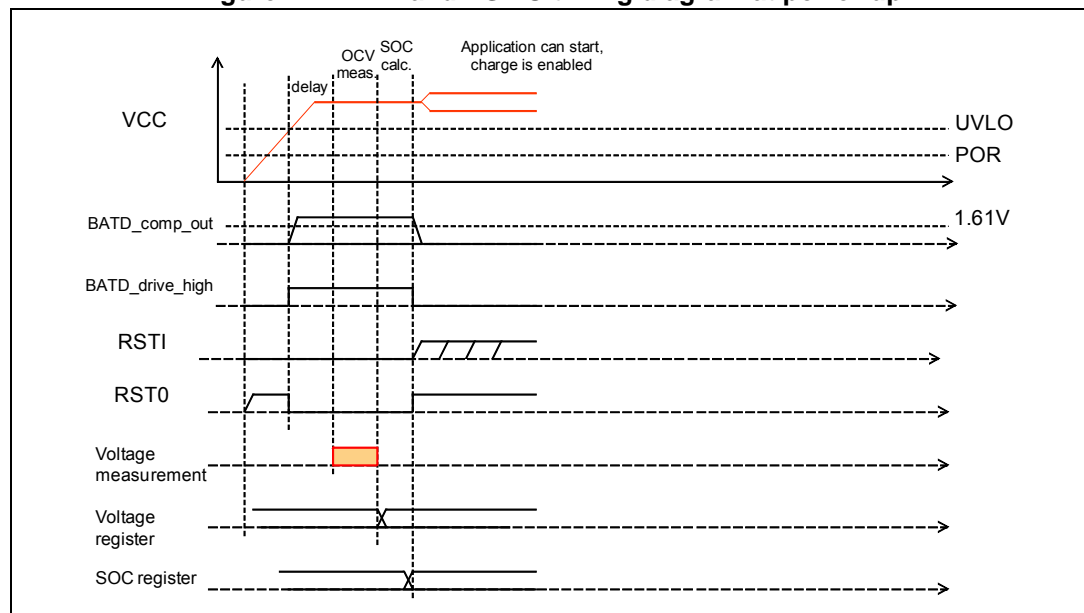 OCV SOC Application can start,
meas. calc. charge is enabled
delay
VCC
UVLO
POR
BATD_comp_out
1.61V
BATD_drive_high
RSTI
RST0
Voltage
measurement
Voltage
register
SOC register